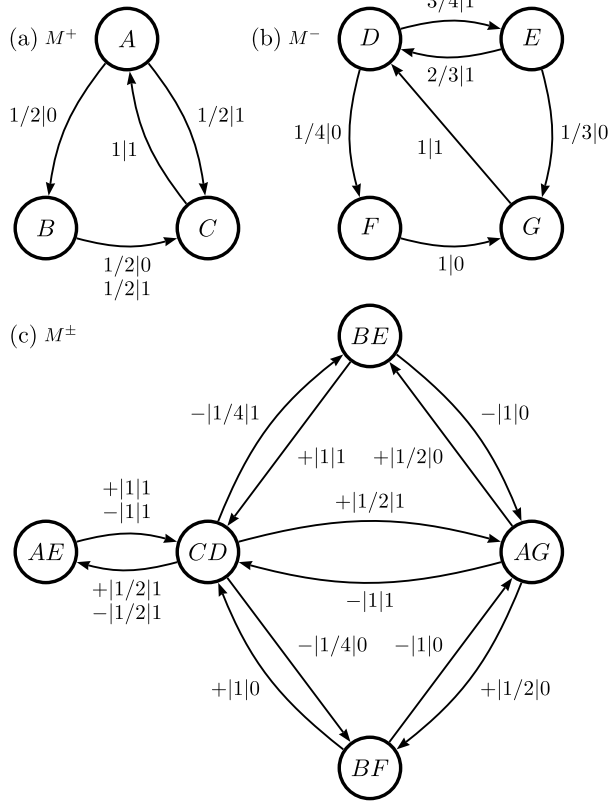 (a) M⁺
A
1/2|0
1/2|1
1|1
B
C
1/2|0
1/2|1
(b) M⁻
3/4|1
D
E
2/3|1
1/4|0
1|1
1/3|0
F
G
1|0
(c) M±
BE
−|1/4|1
−|1|0
+|1|1
+|1/2|0
+|1|1
−|1|1
+|1/2|1
AE
CD
AG
+|1/2|1
−|1/2|1
−|1|1
−|1/4|0
−|1|0
+|1|0
+|1/2|0
BF